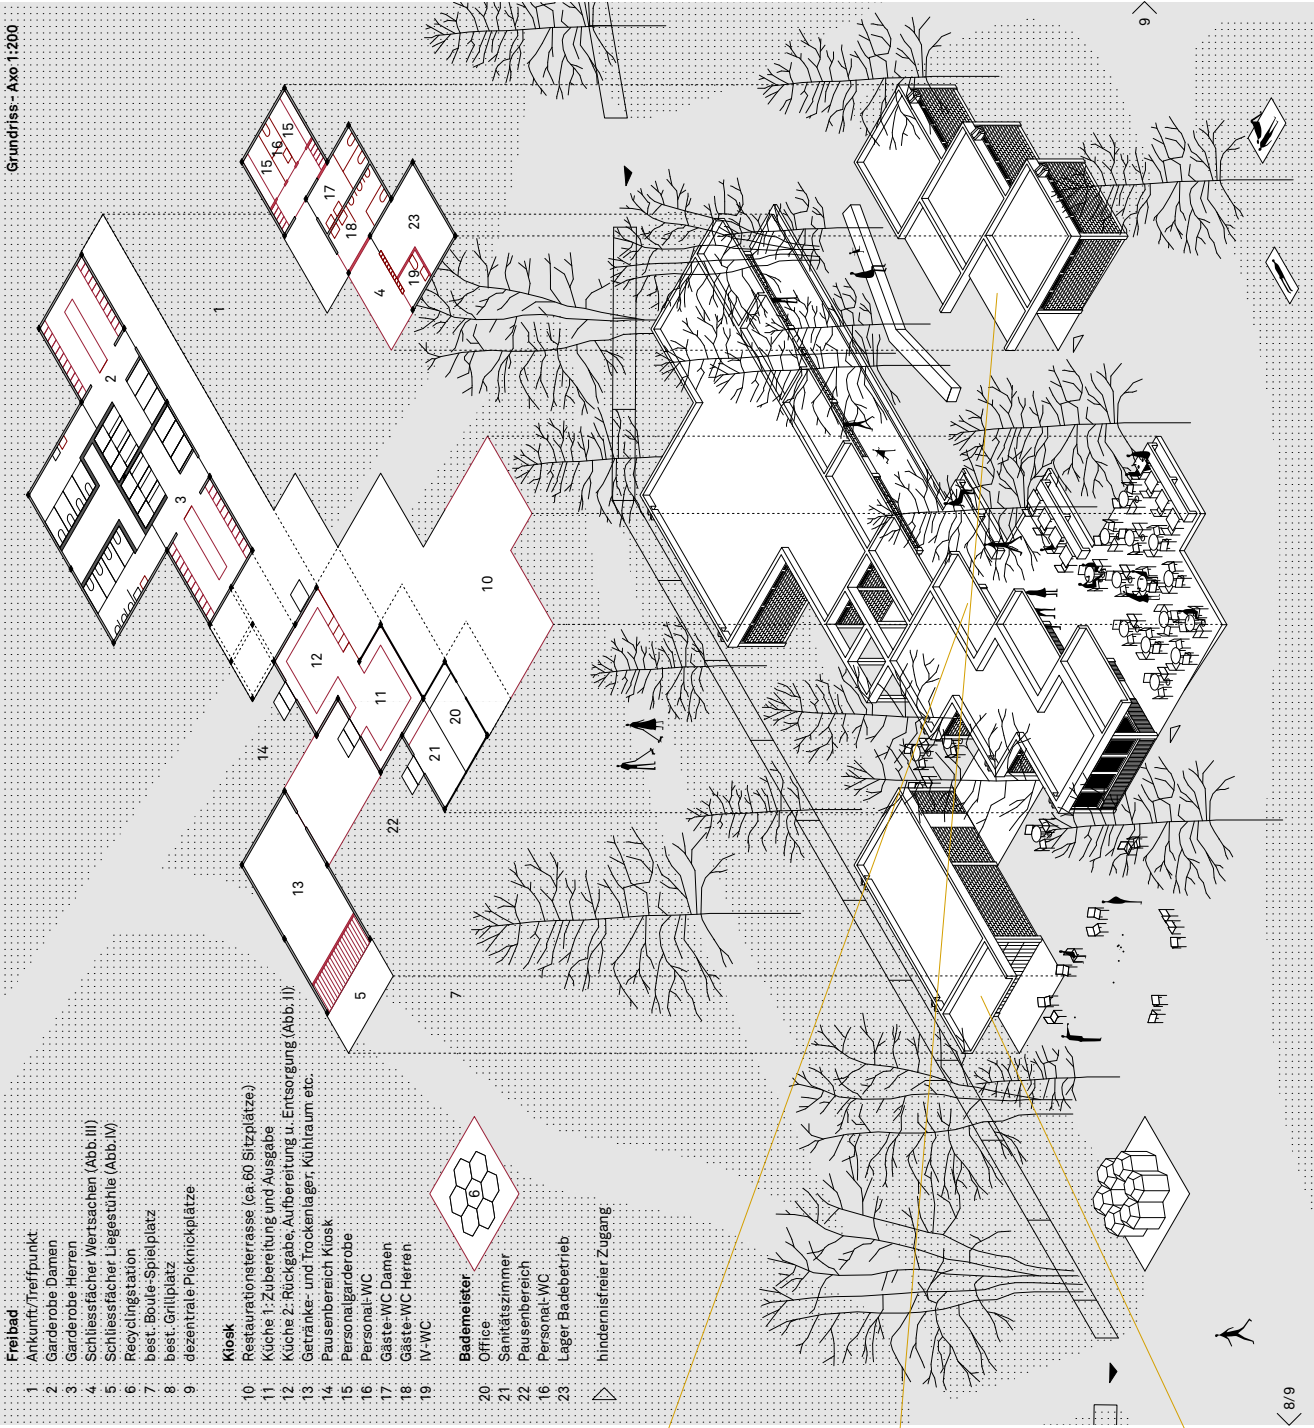 Grundriss - Axo 1:200
Freibad
1 Ankunft/Treffpunkt
2 Garderobe Damen
3 Garderobe Herren
4 Schliessfächer Wertsachen (Abb.III)
5 Schliessfächer Liegestühle (Abb.IV)
6 Recyclingstation
7 best. Boule-Spielplatz
8 best. Grillplatz
9 dezentrale Picknickplätze
Kiosk
10 Restaurationsterrasse (ca.60 Sitzplätze.)
11 Küche 1: Zubereitung und Ausgabe
12 Küche 2: Rückgabe, Aufbereitung u. Entsorgung (Abb. II)
13 Getränke- und Trockenlager, Kühlraum etc.
14 Pausenbereich Kiosk
15 Personalgarderobe
16 Personal-WC
17 Gäste-WC Damen
18 Gäste-WC Herren
19 IV-WC
Bademeister
20 Office
21 Sanitätszimmer
22 Pausenbereich
16 Personal-WC
23 Lager Badebetrieb
hindernisfreier Zugang
1
2
3
4
5
6
7
10
11
12
13
14
15
16
15
17
18
19
20
21
22
23
9
8/9